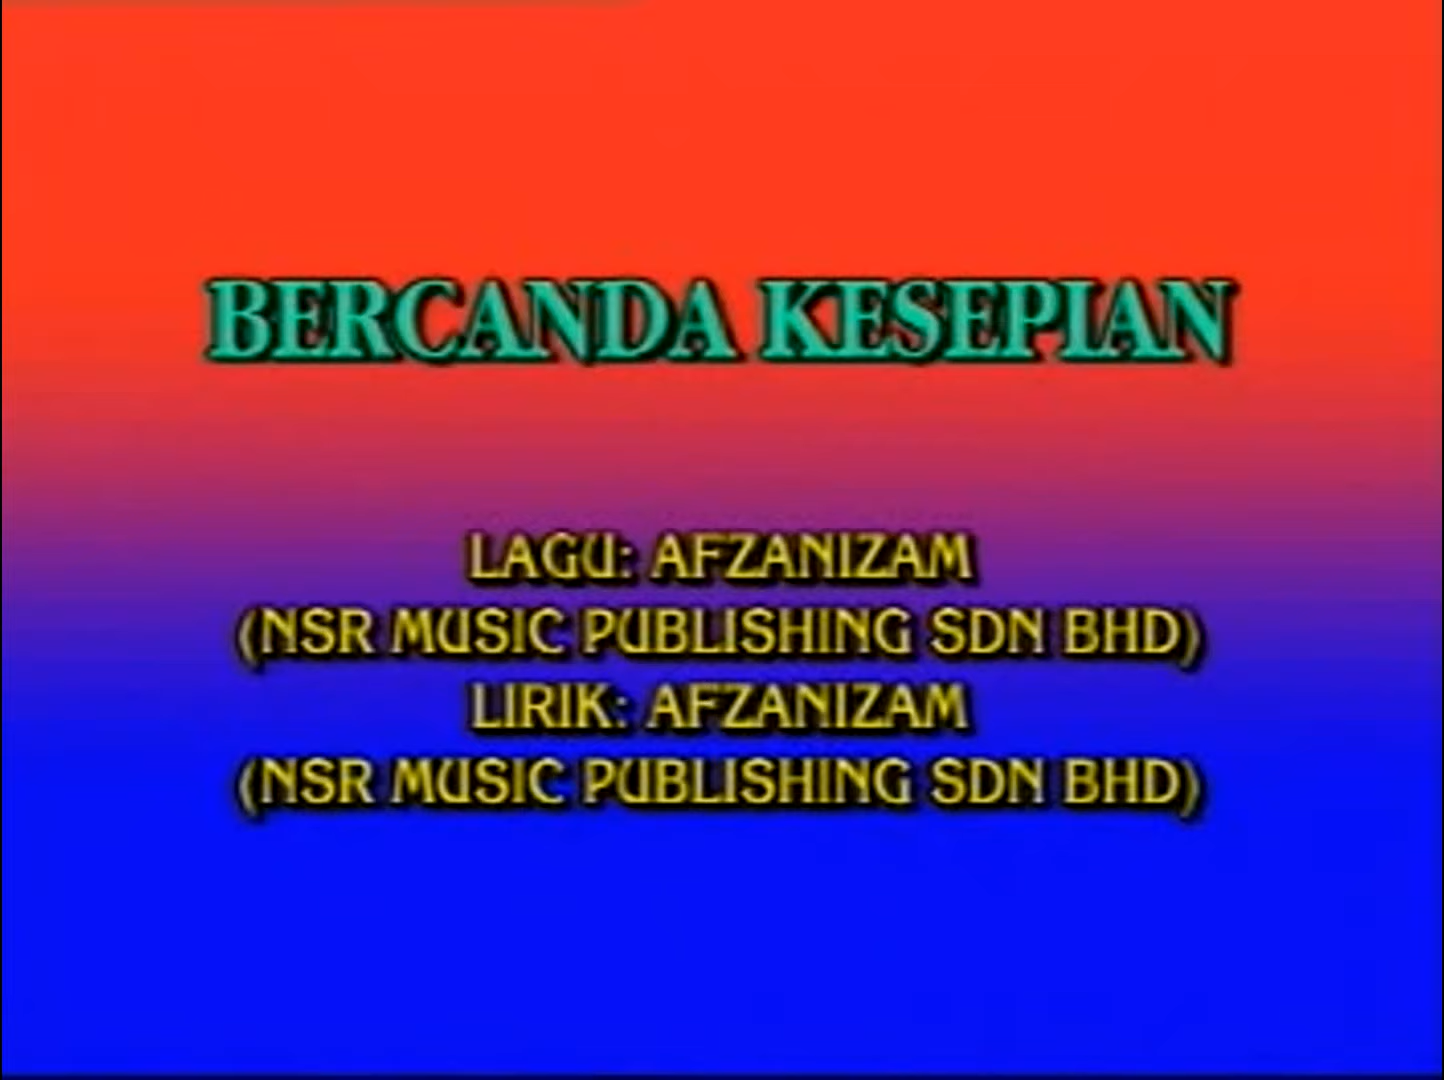 BERCANDA KESEPIAN
LAGU: AFZANIZAM
(NSR MUSIC PUBLISHING SDN BHD)
LIRIK: AFZANIZAM
(NSR MUSIC PUBLISHING SDN BHD)